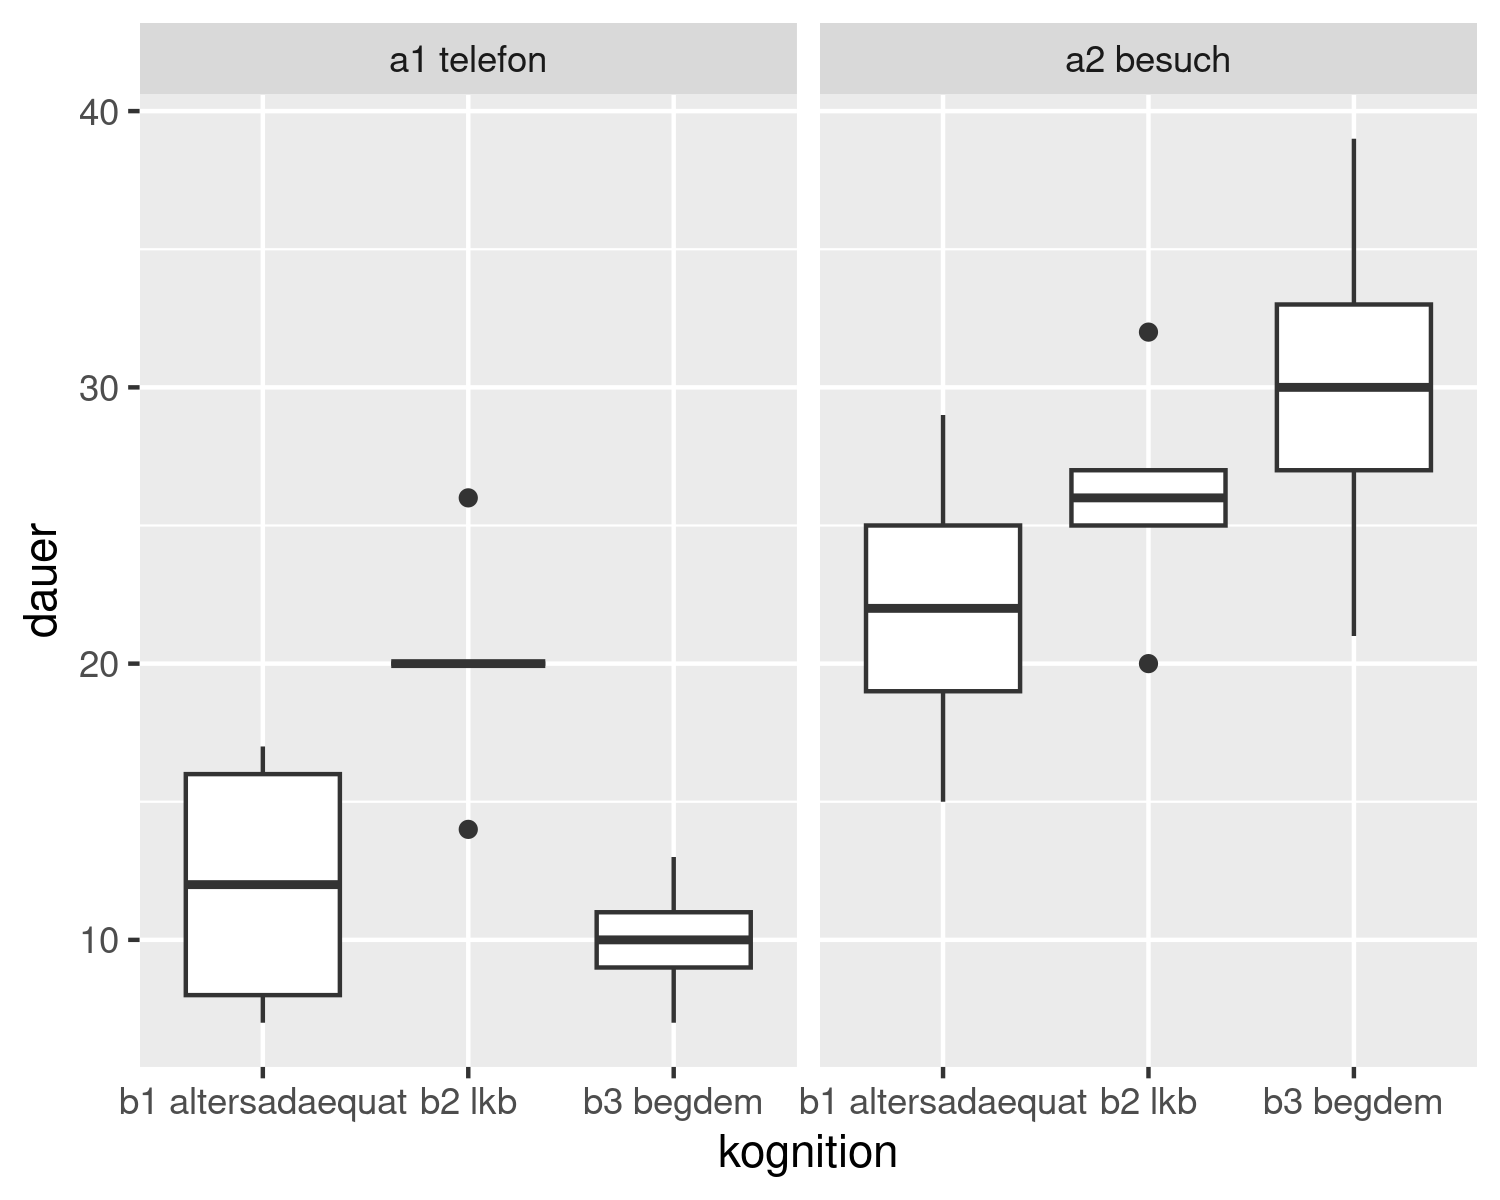 a1 telefon
a2 besuch
40
30
20
10
dauer
b1 altersadaequat b2 lkb b3 begdem
b1 altersadaequat b2 lkb b3 begdem
kognition